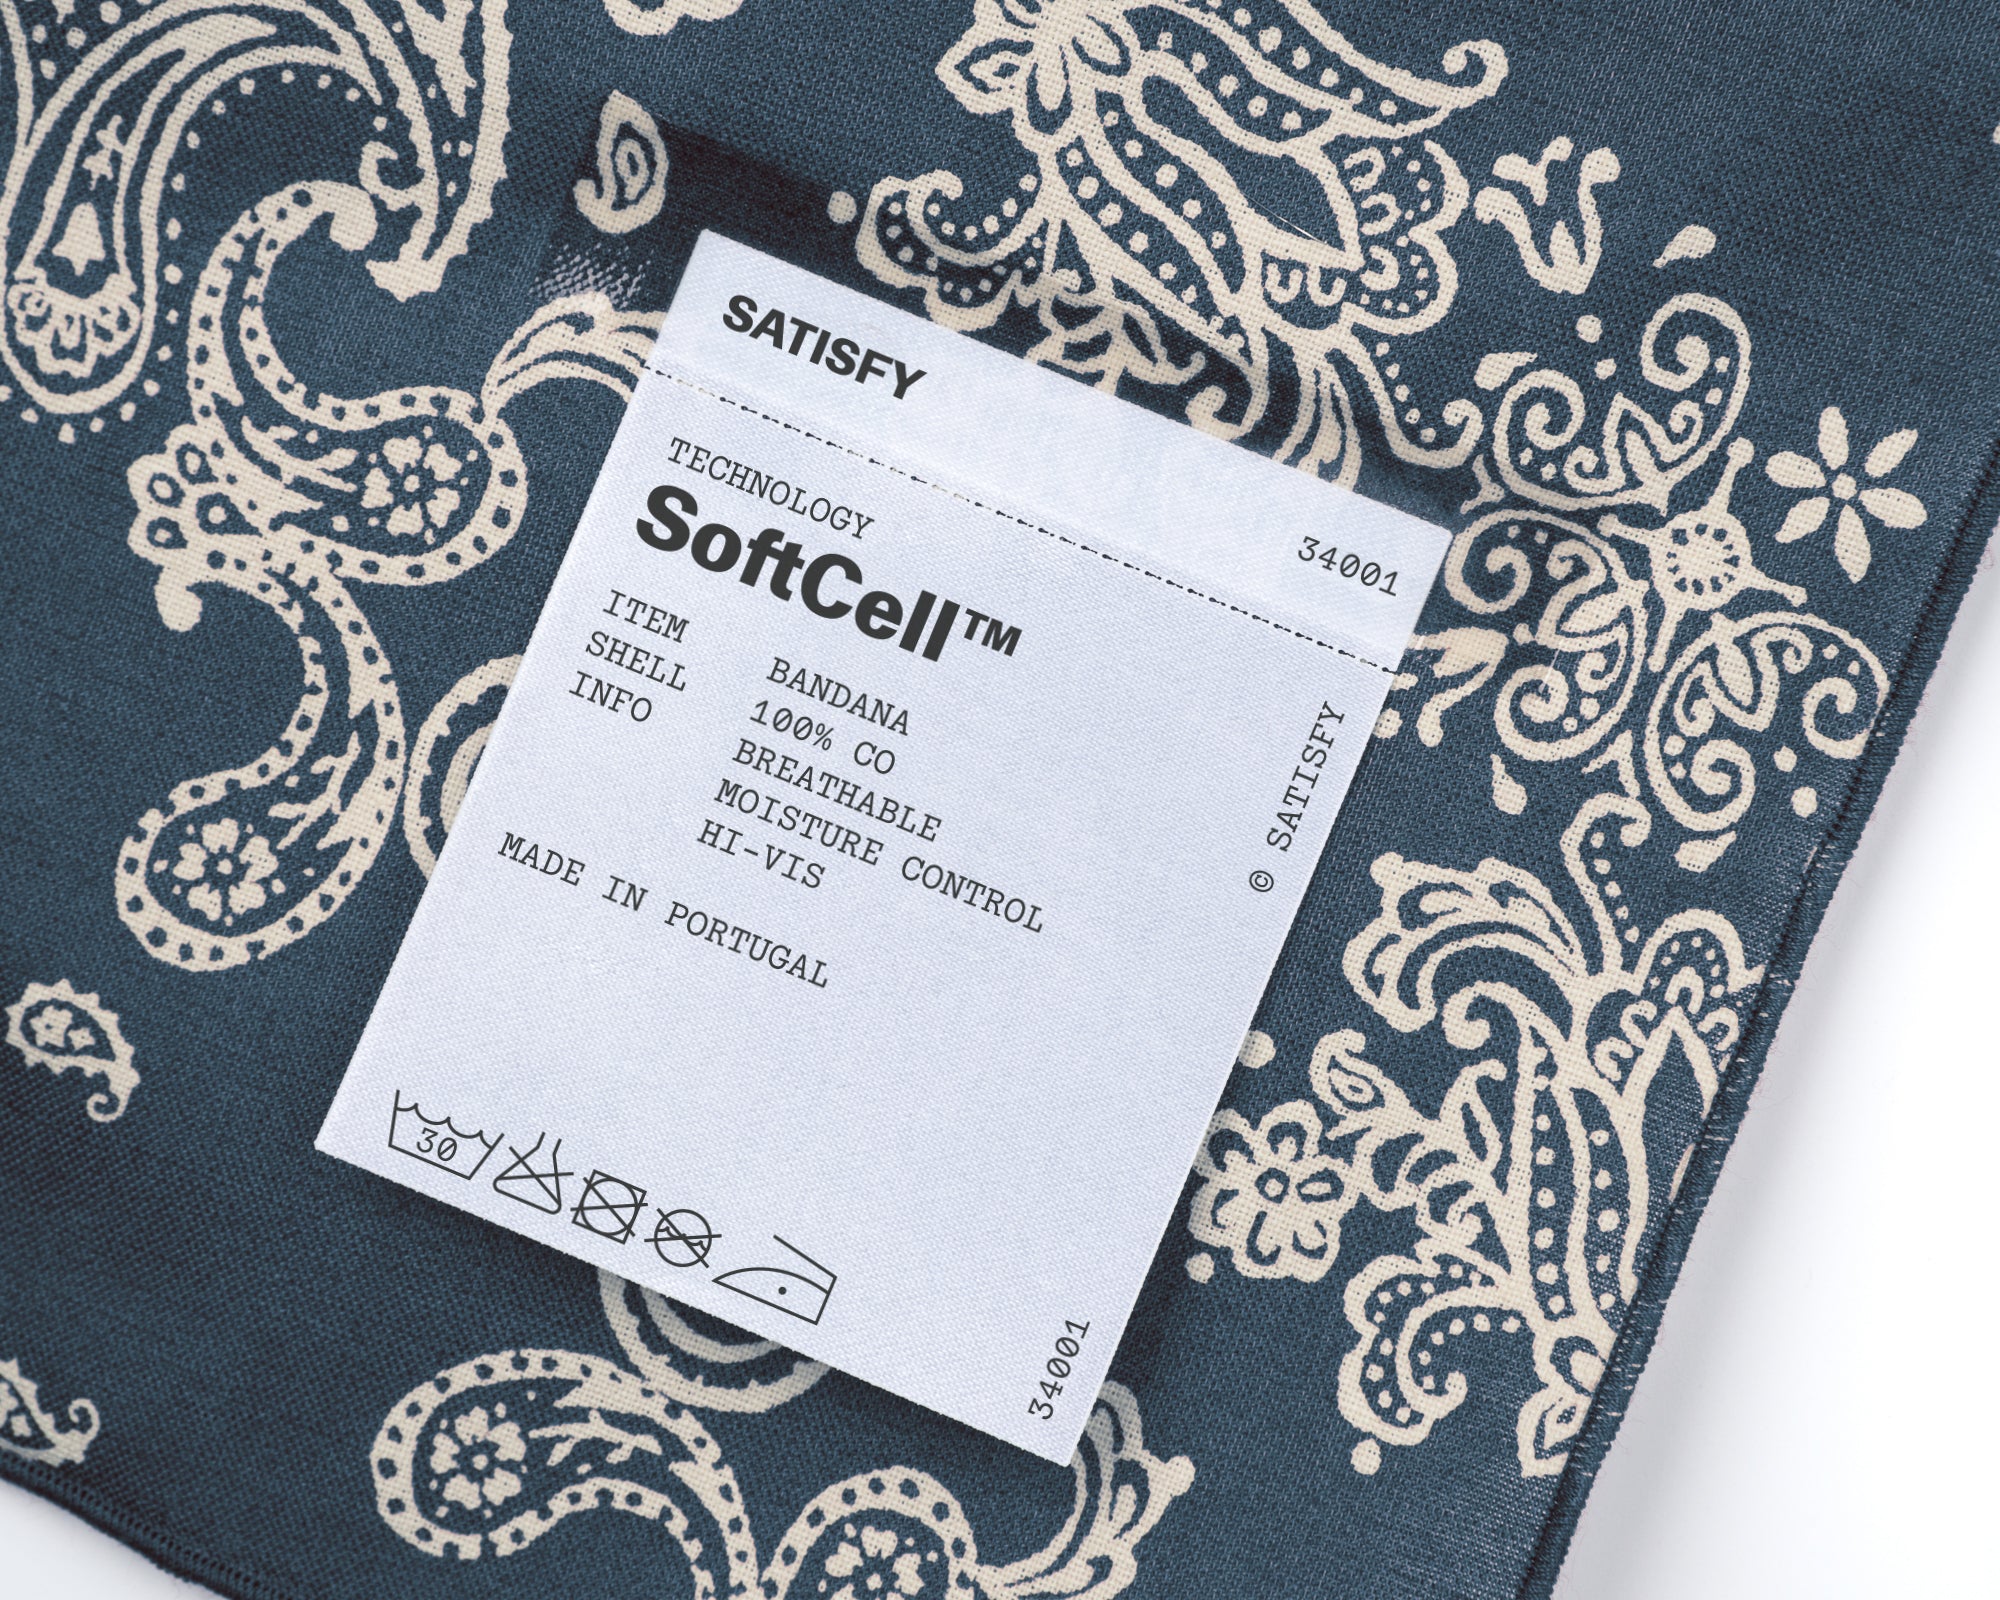 SATISFY
34001
TECHNOLOGY
SoftCell™
ITEM BANDANA
SHELL 100% CO
INFO BREATHABLE
MOISTURE CONTROL
HI-VIS
MADE IN PORTUGAL
© SATISFY
30
34001